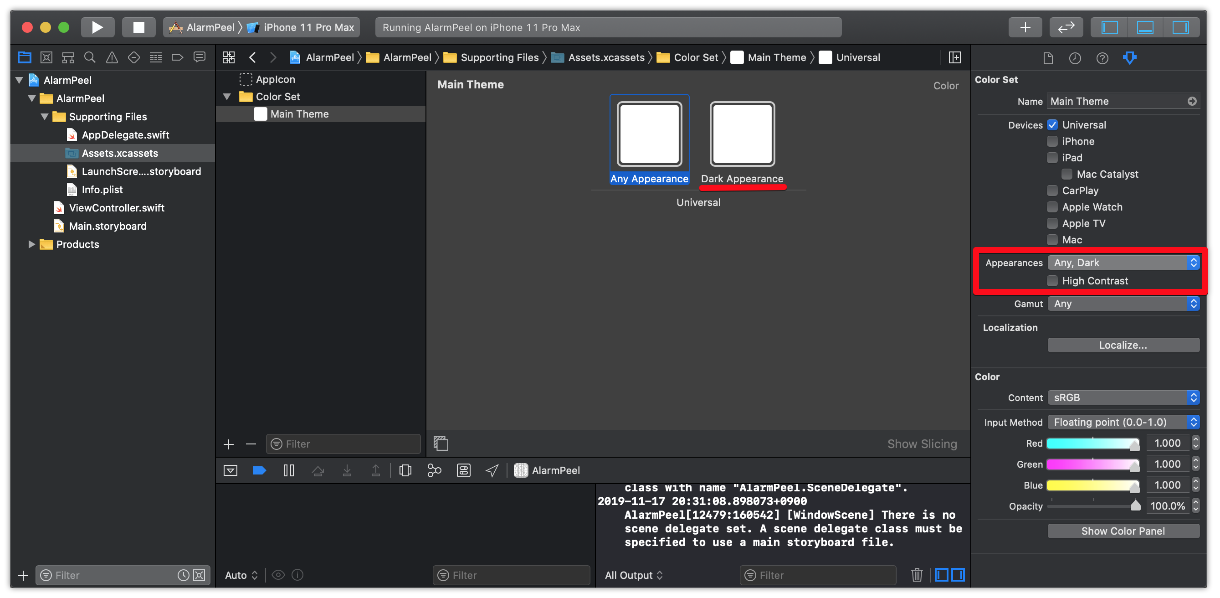 AlarmPeel
iPhone 11 Pro Max
Running AlarmPeel on iPhone 11 Pro Max
AlarmPeel
AlarmPeel
Supporting Files
AppDelegate.swift
Assets.xcassets
LaunchScre....storyboard
Info.plist
ViewController.swift
Main.storyboard
Products
Filter
AlarmPeel
AlarmPeel
Supporting Files
Assets.xcassets
Color Set
Main Theme
Universal
AppIcon
Color Set
Main Theme
Filter
Main Theme
Color
Any Appearance
Dark Appearance
Universal
Show Slicing
AlarmPeel
class with name "AlarmPeel.SceneDelegate".
2019-11-17 20:31:08.898073+0900
AlarmPeel[12479:160542] [WindowScene] There is no
scene delegate set. A scene delegate class must be
specified to use a main storyboard file.
Auto
Filter
All Output
Filter
Color Set
Name Main Theme
Devices Universal
iPhone
iPad
Mac Catalyst
CarPlay
Apple Watch
Apple TV
Mac
Appearances Any, Dark
High Contrast
Gamut Any
Localization
Localize...
Color
Content sRGB
Input Method Floating point (0.0-1.0)
Red 1.000
Green 1.000
Blue 1.000
Opacity 100.0%
Show Color Panel